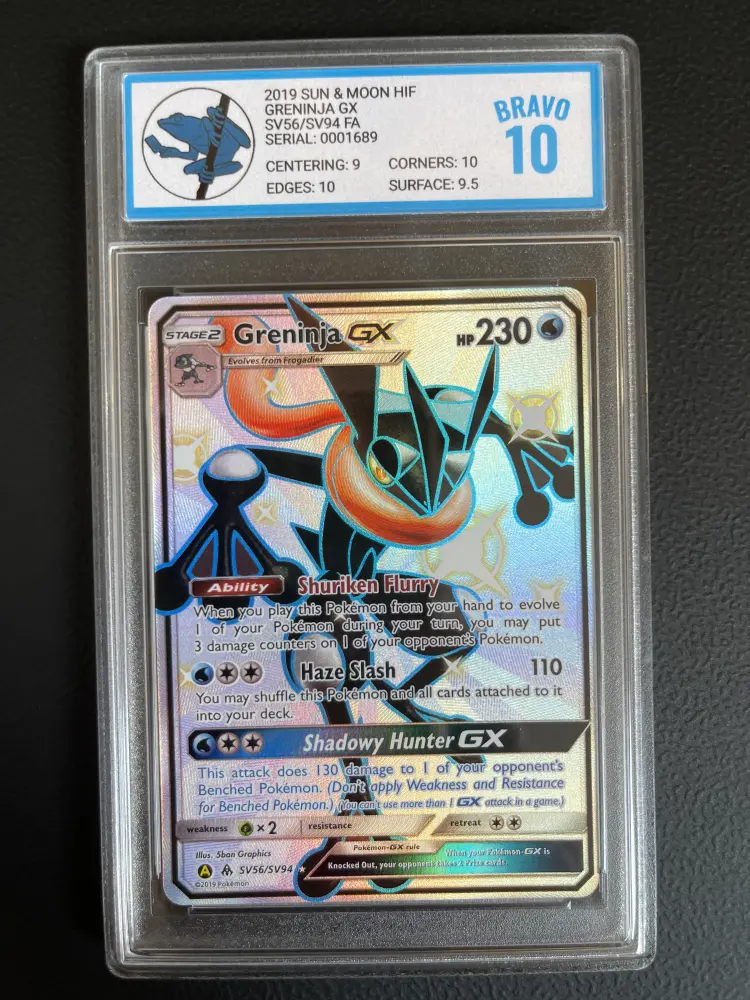 2019 SUN & MOON HIF
GRENINJA GX
SV56/SV94 FA
SERIAL: 0001689
CENTERING: 9 CORNERS: 10
EDGES: 10 SURFACE: 9.5
BRAVO
10
STAGE 2 Greninja GX HP 230
Evolves from Frogadier
Ability Shuriken Flurry
When you play this Pokémon from your hand to evolve
1 of your Pokémon during your turn, you may put
3 damage counters on 1 of your opponent's Pokémon.
Haze Slash 110
You may shuffle this Pokémon and all cards attached to it
into your deck.
Shadowy Hunter GX
This attack does 130 damage to 1 of your opponent's
Benched Pokémon. (Don't apply Weakness and Resistance
for Benched Pokémon.) (You can't use more than 1 GX attack in a game.)
weakness ×2 resistance retreat
Illus. 5ban Graphics
Pokémon-GX rule When your Pokémon-GX is
Knocked Out, your opponent takes 2 Prize cards.
A SV56/SV94
©2019 Pokémon